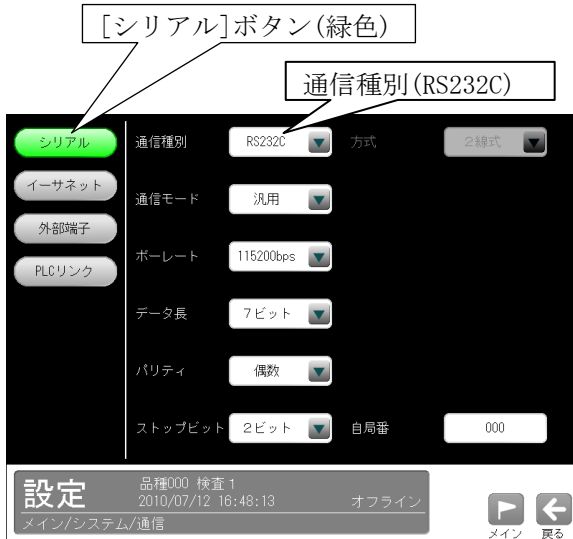 [シリアル]ボタン(緑色)
通信種別(RS232C)
シリアル
通信種別
RS232C
方式
2線式
イーサネット
通信モード
汎用
外部端子
ボーレート
115200bps
PLCリンク
データ長
7ビット
パリティ
偶数
ストップビット
2ビット
自局番
000
設定
品種000 検査1
2010/07/12 16:48:13
オフライン
メイン/システム/通信
メイン
戻る